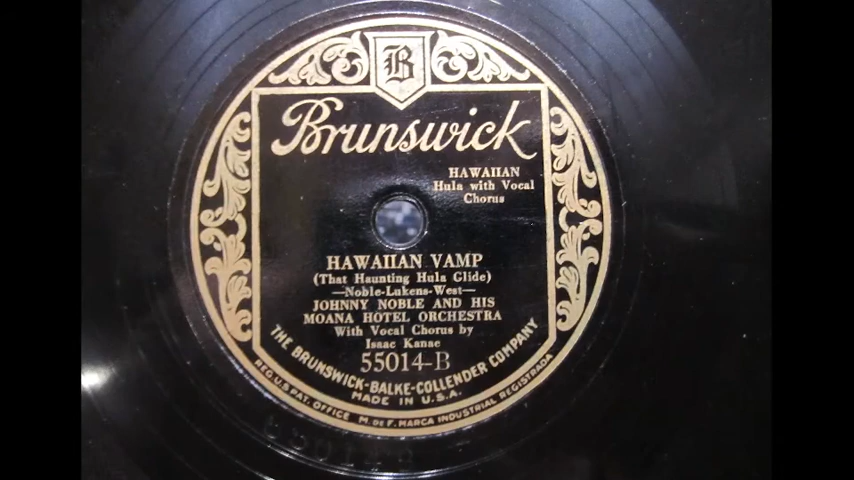 B
Brunswick
HAWAIIAN
Hula with Vocal
Chorus
HAWAIIAN VAMP
(That Haunting Hula Glide)
—Noble-Lukens-West—
JOHNNY NOBLE AND HIS
MOANA HOTEL ORCHESTRA
With Vocal Chorus by
Isaac Kanae
55014-B
THE BRUNSWICK-BALKE-COLLENDER COMPANY
MADE IN U.S.A.
REG. U.S. PAT. OFFICE M. DE F. MARCA INDUSTRIAL REGISTRADA